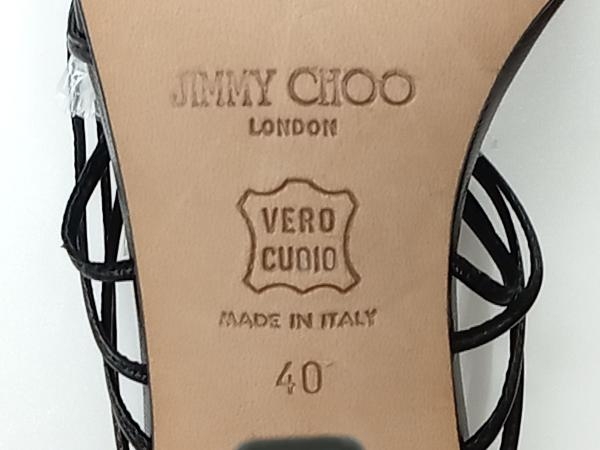 JIMMY CHOO
LONDON
VERO
CUOIO
MADE IN ITALY
40